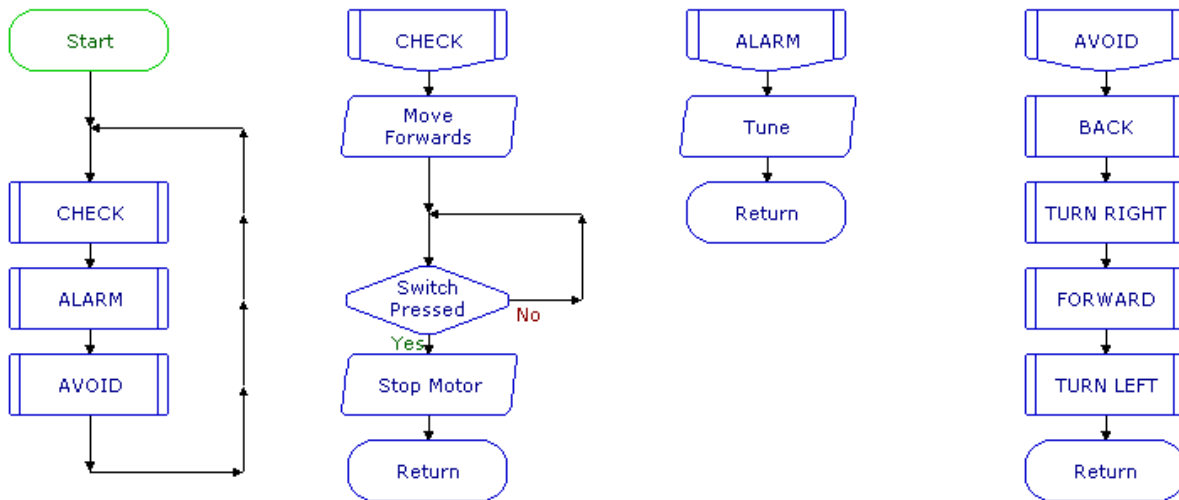 Start
CHECK
ALARM
AVOID
CHECK
Move
Forwards
Switch
Pressed
No
Yes
Stop Motor
Return
ALARM
Tune
Return
AVOID
BACK
TURN RIGHT
FORWARD
TURN LEFT
Return